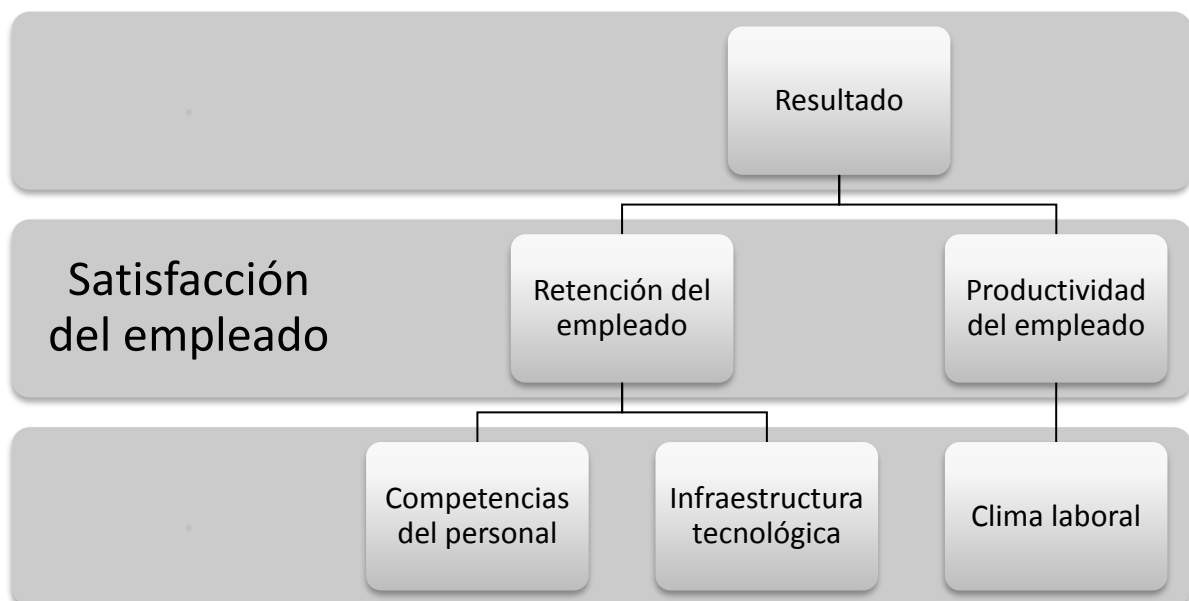 Resultado
Satisfacción
del empleado
Retención del
empleado
Productividad
del empleado
Competencias
del personal
Infraestructura
tecnológica
Clima laboral